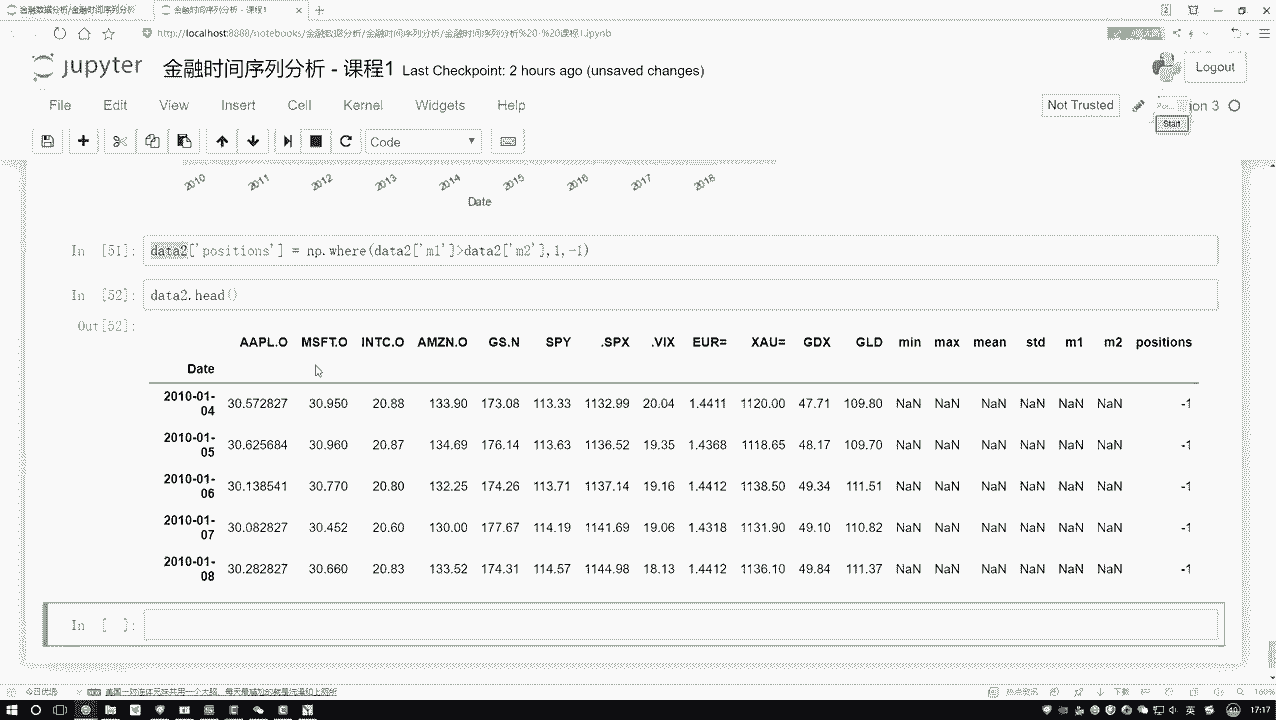 金融数据分析/金融时间序列分析
金融时间序列分析 - 课程1
http://localhost:8888/notebooks/金融数据分析/金融时间序列分析/金融时间序列分析%20-%20课程1.ipynb
jupyter 金融时间序列分析 - 课程1 Last Checkpoint: 2 hours ago (unsaved changes)
Logout
File Edit View Insert Cell Kernel Widgets Help
Not Trusted
ion 3
Start
Code
2010 2011 2012 2013 2014 2015 2016 2017 2018
Date
In [51]: data2['positions'] = np.where(data2['m1']>data2['m2'],1,-1)
In [52]: data2.head()
Out[52]:
AAPL.O MSFT.O INTC.O AMZN.O GS.N SPY .SPX .VIX EUR= XAU= GDX GLD min max mean std m1 m2 positions
Date
2010-01-04 30.572827 30.950 20.88 133.90 173.08 113.33 1132.99 20.04 1.4411 1120.00 47.71 109.80 NaN NaN NaN NaN NaN NaN -1
2010-01-05 30.625684 30.960 20.87 134.69 176.14 113.63 1136.52 19.35 1.4368 1118.65 48.17 109.70 NaN NaN NaN NaN NaN NaN -1
2010-01-06 30.138541 30.770 20.80 132.25 174.26 113.71 1137.14 19.16 1.4412 1138.50 49.34 111.51 NaN NaN NaN NaN NaN NaN -1
2010-01-07 30.082827 30.452 20.60 130.00 177.67 114.19 1141.69 19.06 1.4318 1131.90 49.10 110.82 NaN NaN NaN NaN NaN NaN -1
2010-01-08 30.282827 30.660 20.83 133.52 174.31 114.57 1144.98 18.13 1.4412 1136.10 49.84 111.37 NaN NaN NaN NaN NaN NaN -1
In [ ]:
今日优选
热点资讯
下载
160%
英
17:17